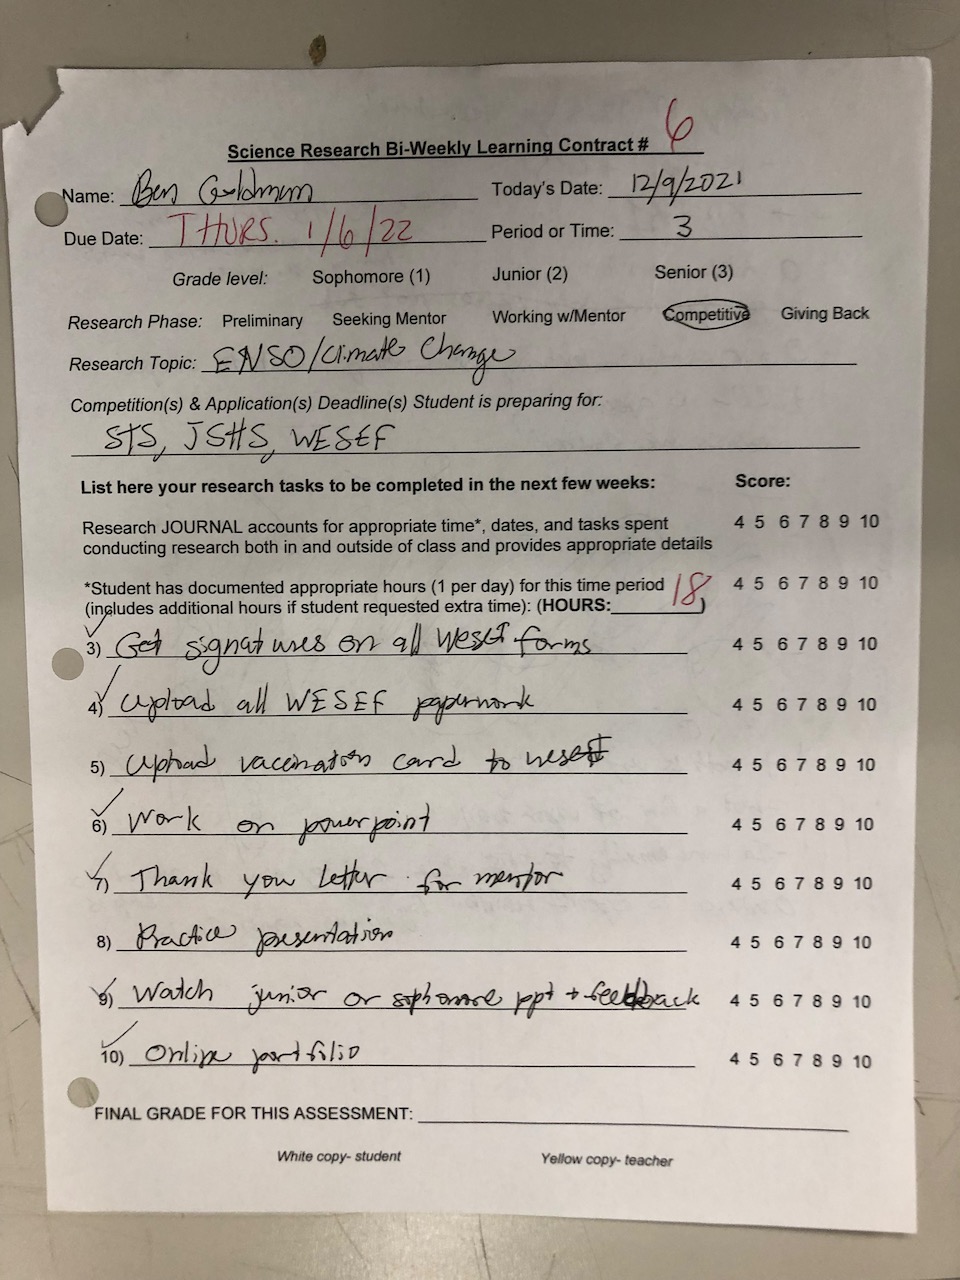 Science Research Bi-Weekly Learning Contract # 6
Name: Ben Goldman Today's Date: 12/9/2021
Due Date: THURS. 1/6/22 Period or Time: 3
Grade level: Sophomore (1) Junior (2) Senior (3)
Research Phase: Preliminary Seeking Mentor Working w/Mentor Competitive Giving Back
Research Topic: ENSO/Climate Change
Competition(s) & Application(s) Deadline(s) Student is preparing for:
STS, JSHS, WESEF
List here your research tasks to be completed in the next few weeks: Score:
Research JOURNAL accounts for appropriate time*, dates, and tasks spent 4 5 6 7 8 9 10
conducting research both in and outside of class and provides appropriate details
*Student has documented appropriate hours (1 per day) for this time period 4 5 6 7 8 9 10
(includes additional hours if student requested extra time): (HOURS: 18)
3) Get signatures on all Wesef forms 4 5 6 7 8 9 10
4) Upload all WESEF paperwork 4 5 6 7 8 9 10
5) Upload vaccination card to wesef 4 5 6 7 8 9 10
6) Work on powerpoint 4 5 6 7 8 9 10
7) Thank you letter for mentor 4 5 6 7 8 9 10
8) Practice presentation 4 5 6 7 8 9 10
9) Watch junior or sophomore ppt + feedback 4 5 6 7 8 9 10
10) Online portfolio 4 5 6 7 8 9 10
FINAL GRADE FOR THIS ASSESSMENT:
White copy- student Yellow copy- teacher